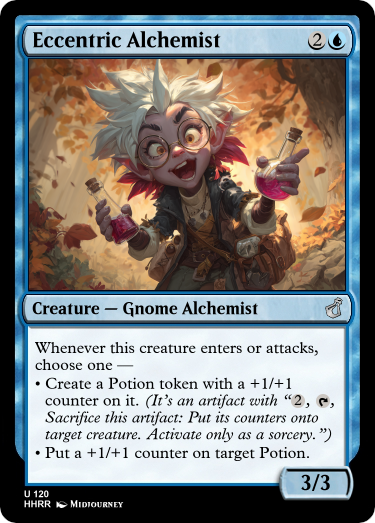 Eccentric Alchemist 2
Creature — Gnome Alchemist
Whenever this creature enters or attacks,
choose one —
• Create a Potion token with a +1/+1
counter on it. (It's an artifact with “2, ,
Sacrifice this artifact: Put its counters onto
target creature. Activate only as a sorcery.”)
• Put a +1/+1 counter on target Potion.
3/3
U 120
HHRR Midjourney